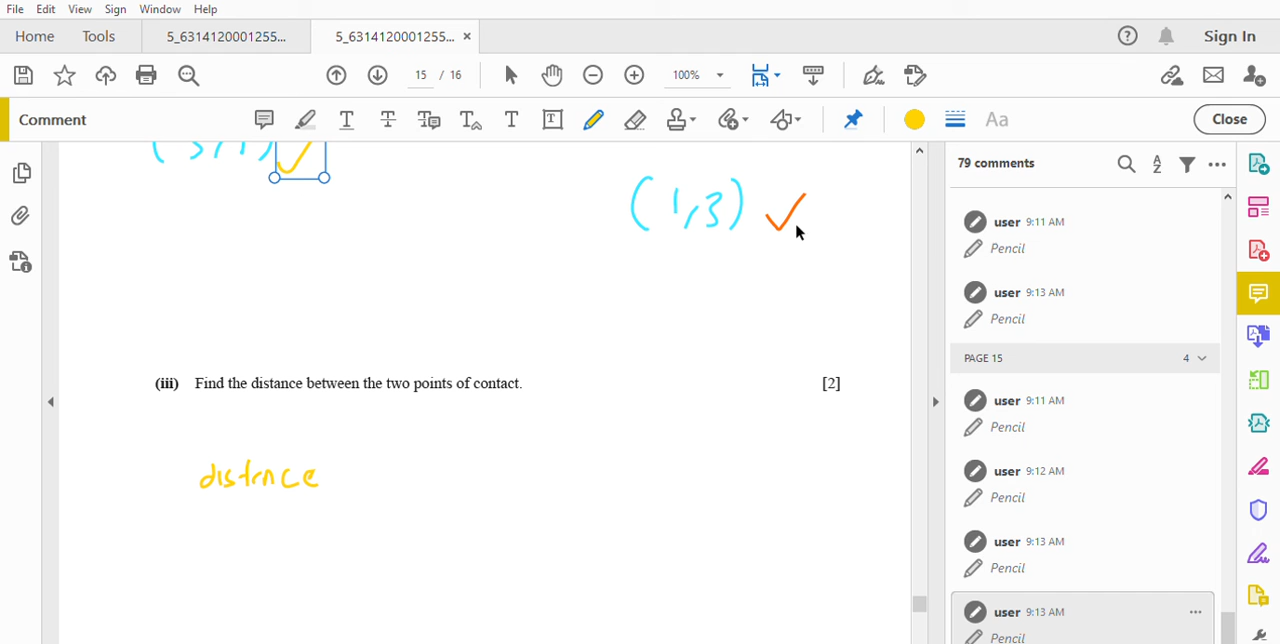 File Edit View Sign Window Help
Home Tools 5_6314120001255... 5_6314120001255... × Sign In
15 / 16 100%
Comment Aa Close
79 comments
(1,3) ✓
user 9:11 AM
Pencil
user 9:13 AM
Pencil
PAGE 15 4
(iii) Find the distance between the two points of contact. [2]
user 9:11 AM
Pencil
distance
user 9:12 AM
Pencil
user 9:13 AM
Pencil
user 9:13 AM
Pencil